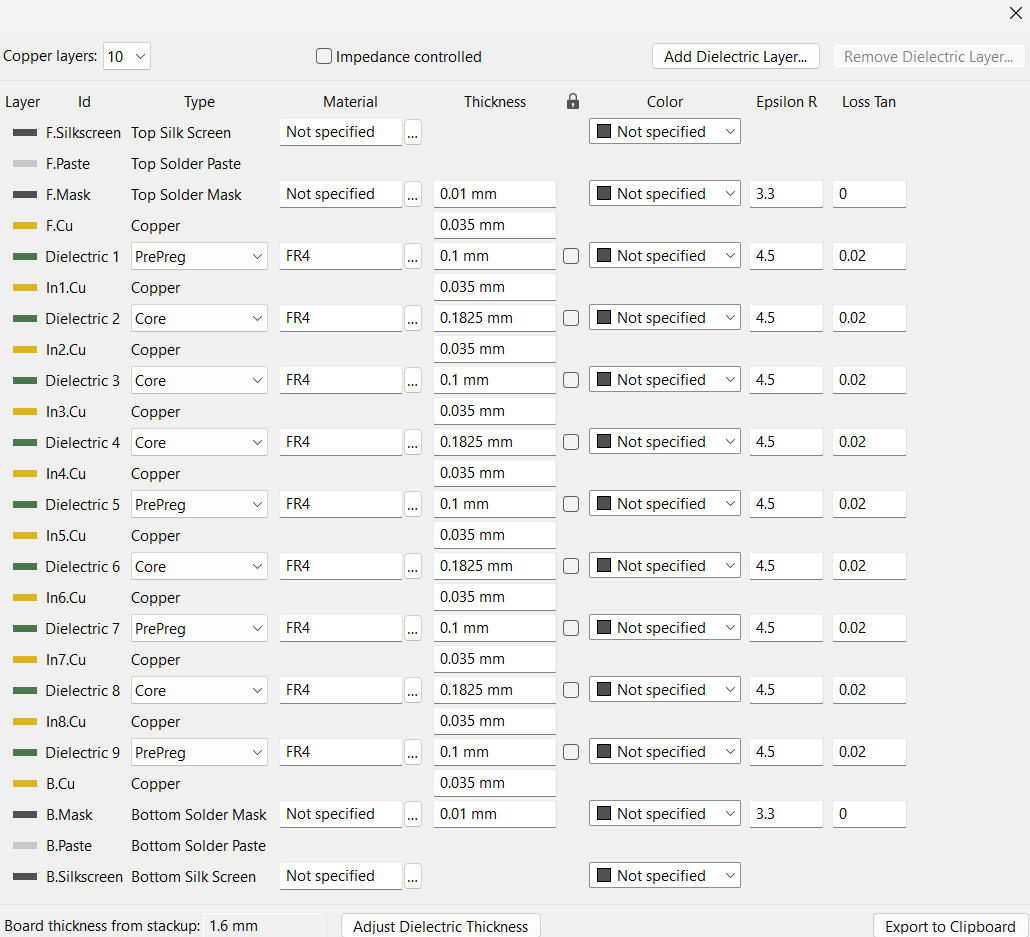 Copper layers: 10 Impedance controlled Add Dielectric Layer... Remove Dielectric Layer...
Layer Id Type Material Thickness Color Epsilon R Loss Tan
F.Silkscreen Top Silk Screen Not specified ... Not specified
F.Paste Top Solder Paste
F.Mask Top Solder Mask Not specified ... 0.01 mm Not specified 3.3 0
F.Cu Copper 0.035 mm
Dielectric 1 PrePreg FR4 ... 0.1 mm Not specified 4.5 0.02
In1.Cu Copper 0.035 mm
Dielectric 2 Core FR4 ... 0.1825 mm Not specified 4.5 0.02
In2.Cu Copper 0.035 mm
Dielectric 3 Core FR4 ... 0.1 mm Not specified 4.5 0.02
In3.Cu Copper 0.035 mm
Dielectric 4 Core FR4 ... 0.1825 mm Not specified 4.5 0.02
In4.Cu Copper 0.035 mm
Dielectric 5 PrePreg FR4 ... 0.1 mm Not specified 4.5 0.02
In5.Cu Copper 0.035 mm
Dielectric 6 Core FR4 ... 0.1825 mm Not specified 4.5 0.02
In6.Cu Copper 0.035 mm
Dielectric 7 PrePreg FR4 ... 0.1 mm Not specified 4.5 0.02
In7.Cu Copper 0.035 mm
Dielectric 8 Core FR4 ... 0.1825 mm Not specified 4.5 0.02
In8.Cu Copper 0.035 mm
Dielectric 9 PrePreg FR4 ... 0.1 mm Not specified 4.5 0.02
B.Cu Copper 0.035 mm
B.Mask Bottom Solder Mask Not specified ... 0.01 mm Not specified 3.3 0
B.Paste Bottom Solder Paste
B.Silkscreen Bottom Silk Screen Not specified ... Not specified
Board thickness from stackup: 1.6 mm Adjust Dielectric Thickness Export to Clipboard